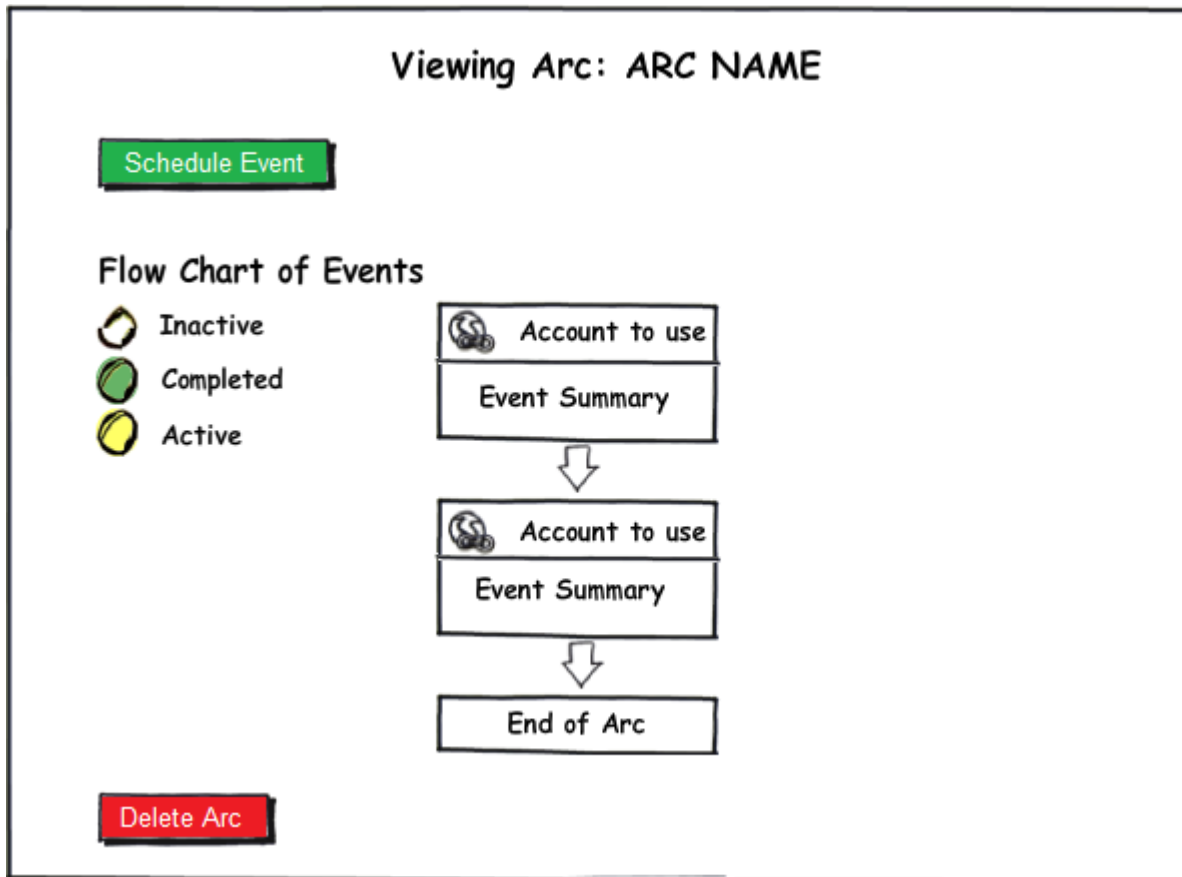 Viewing Arc: ARC NAME
Schedule Event
Flow Chart of Events
Inactive
Completed
Active
Account to use
Event Summary
Account to use
Event Summary
End of Arc
Delete Arc